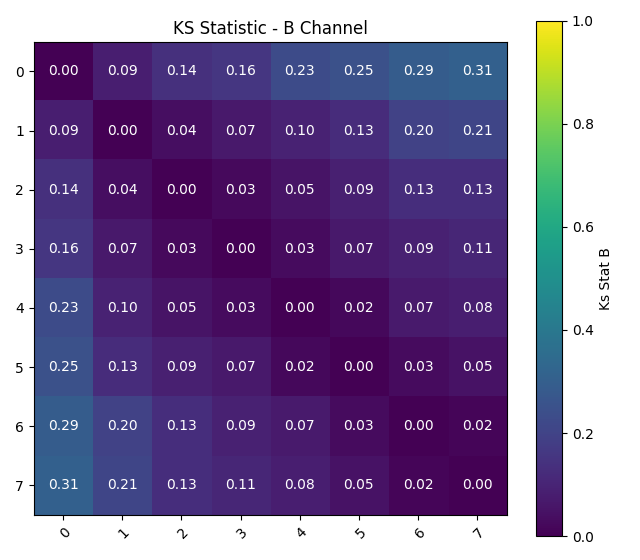 KS Statistic - B Channel
0 0.00 0.09 0.14 0.16 0.23 0.25 0.29 0.31
1 0.09 0.00 0.04 0.07 0.10 0.13 0.20 0.21
2 0.14 0.04 0.00 0.03 0.05 0.09 0.13 0.13
3 0.16 0.07 0.03 0.00 0.03 0.07 0.09 0.11
4 0.23 0.10 0.05 0.03 0.00 0.02 0.07 0.08
5 0.25 0.13 0.09 0.07 0.02 0.00 0.03 0.05
6 0.29 0.20 0.13 0.09 0.07 0.03 0.00 0.02
7 0.31 0.21 0.13 0.11 0.08 0.05 0.02 0.00
0 1 2 3 4 5 6 7
1.0
0.8
0.6
0.4
0.2
0.0
Ks Stat B